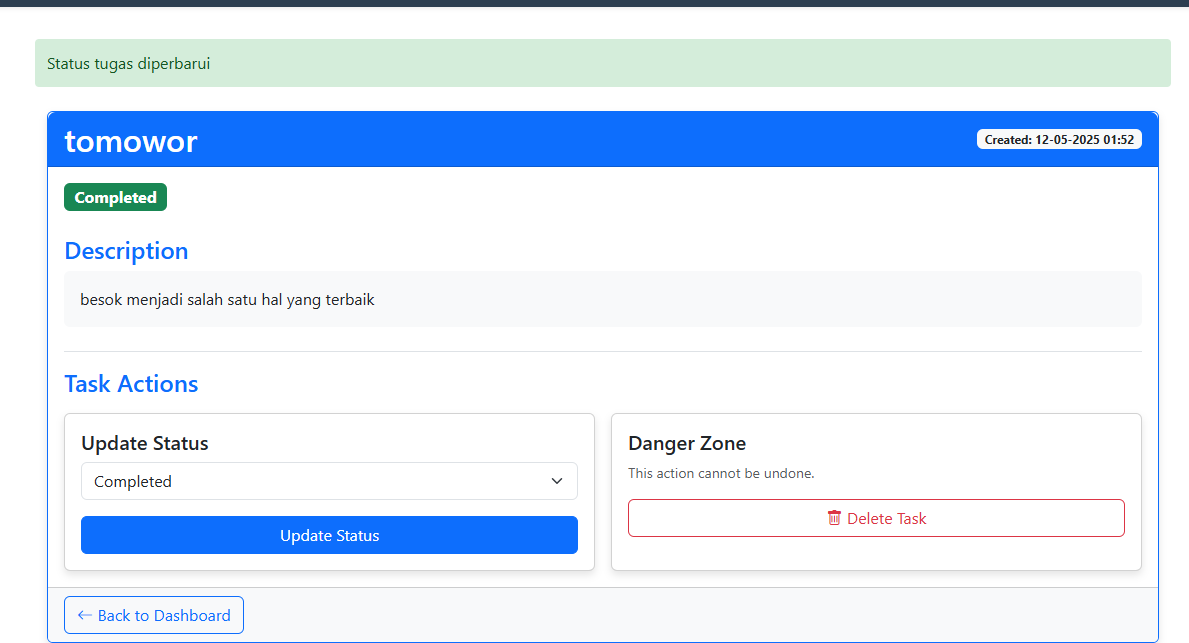 Status tugas diperbarui
tomowor
Created: 12-05-2025 01:52
Completed
Description
besok menjadi salah satu hal yang terbaik
Task Actions
Update Status
Completed
Update Status
Danger Zone
This action cannot be undone.
Delete Task
← Back to Dashboard